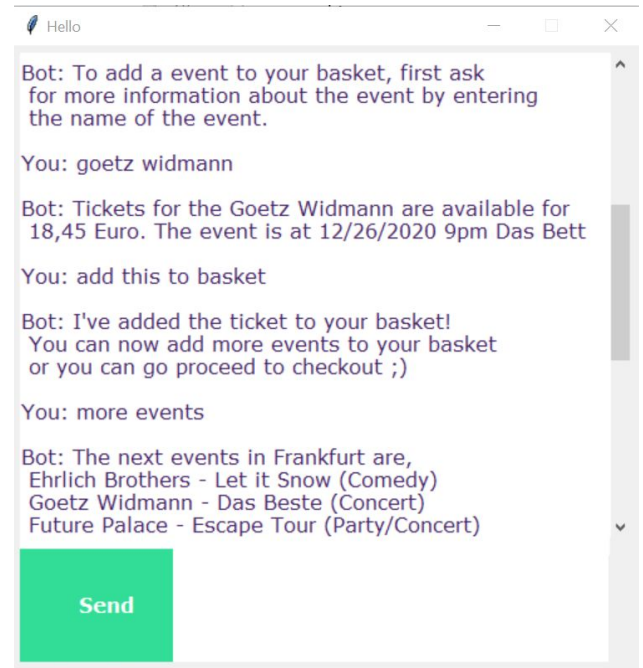 Hello
Bot: To add a event to your basket, first ask
for more information about the event by entering
the name of the event.
You: goetz widmann
Bot: Tickets for the Goetz Widmann are available for
18,45 Euro. The event is at 12/26/2020 9pm Das Bett
You: add this to basket
Bot: I've added the ticket to your basket!
You can now add more events to your basket
or you can go proceed to checkout ;)
You: more events
Bot: The next events in Frankfurt are,
Ehrlich Brothers - Let it Snow (Comedy)
Goetz Widmann - Das Beste (Concert)
Future Palace - Escape Tour (Party/Concert)
Send